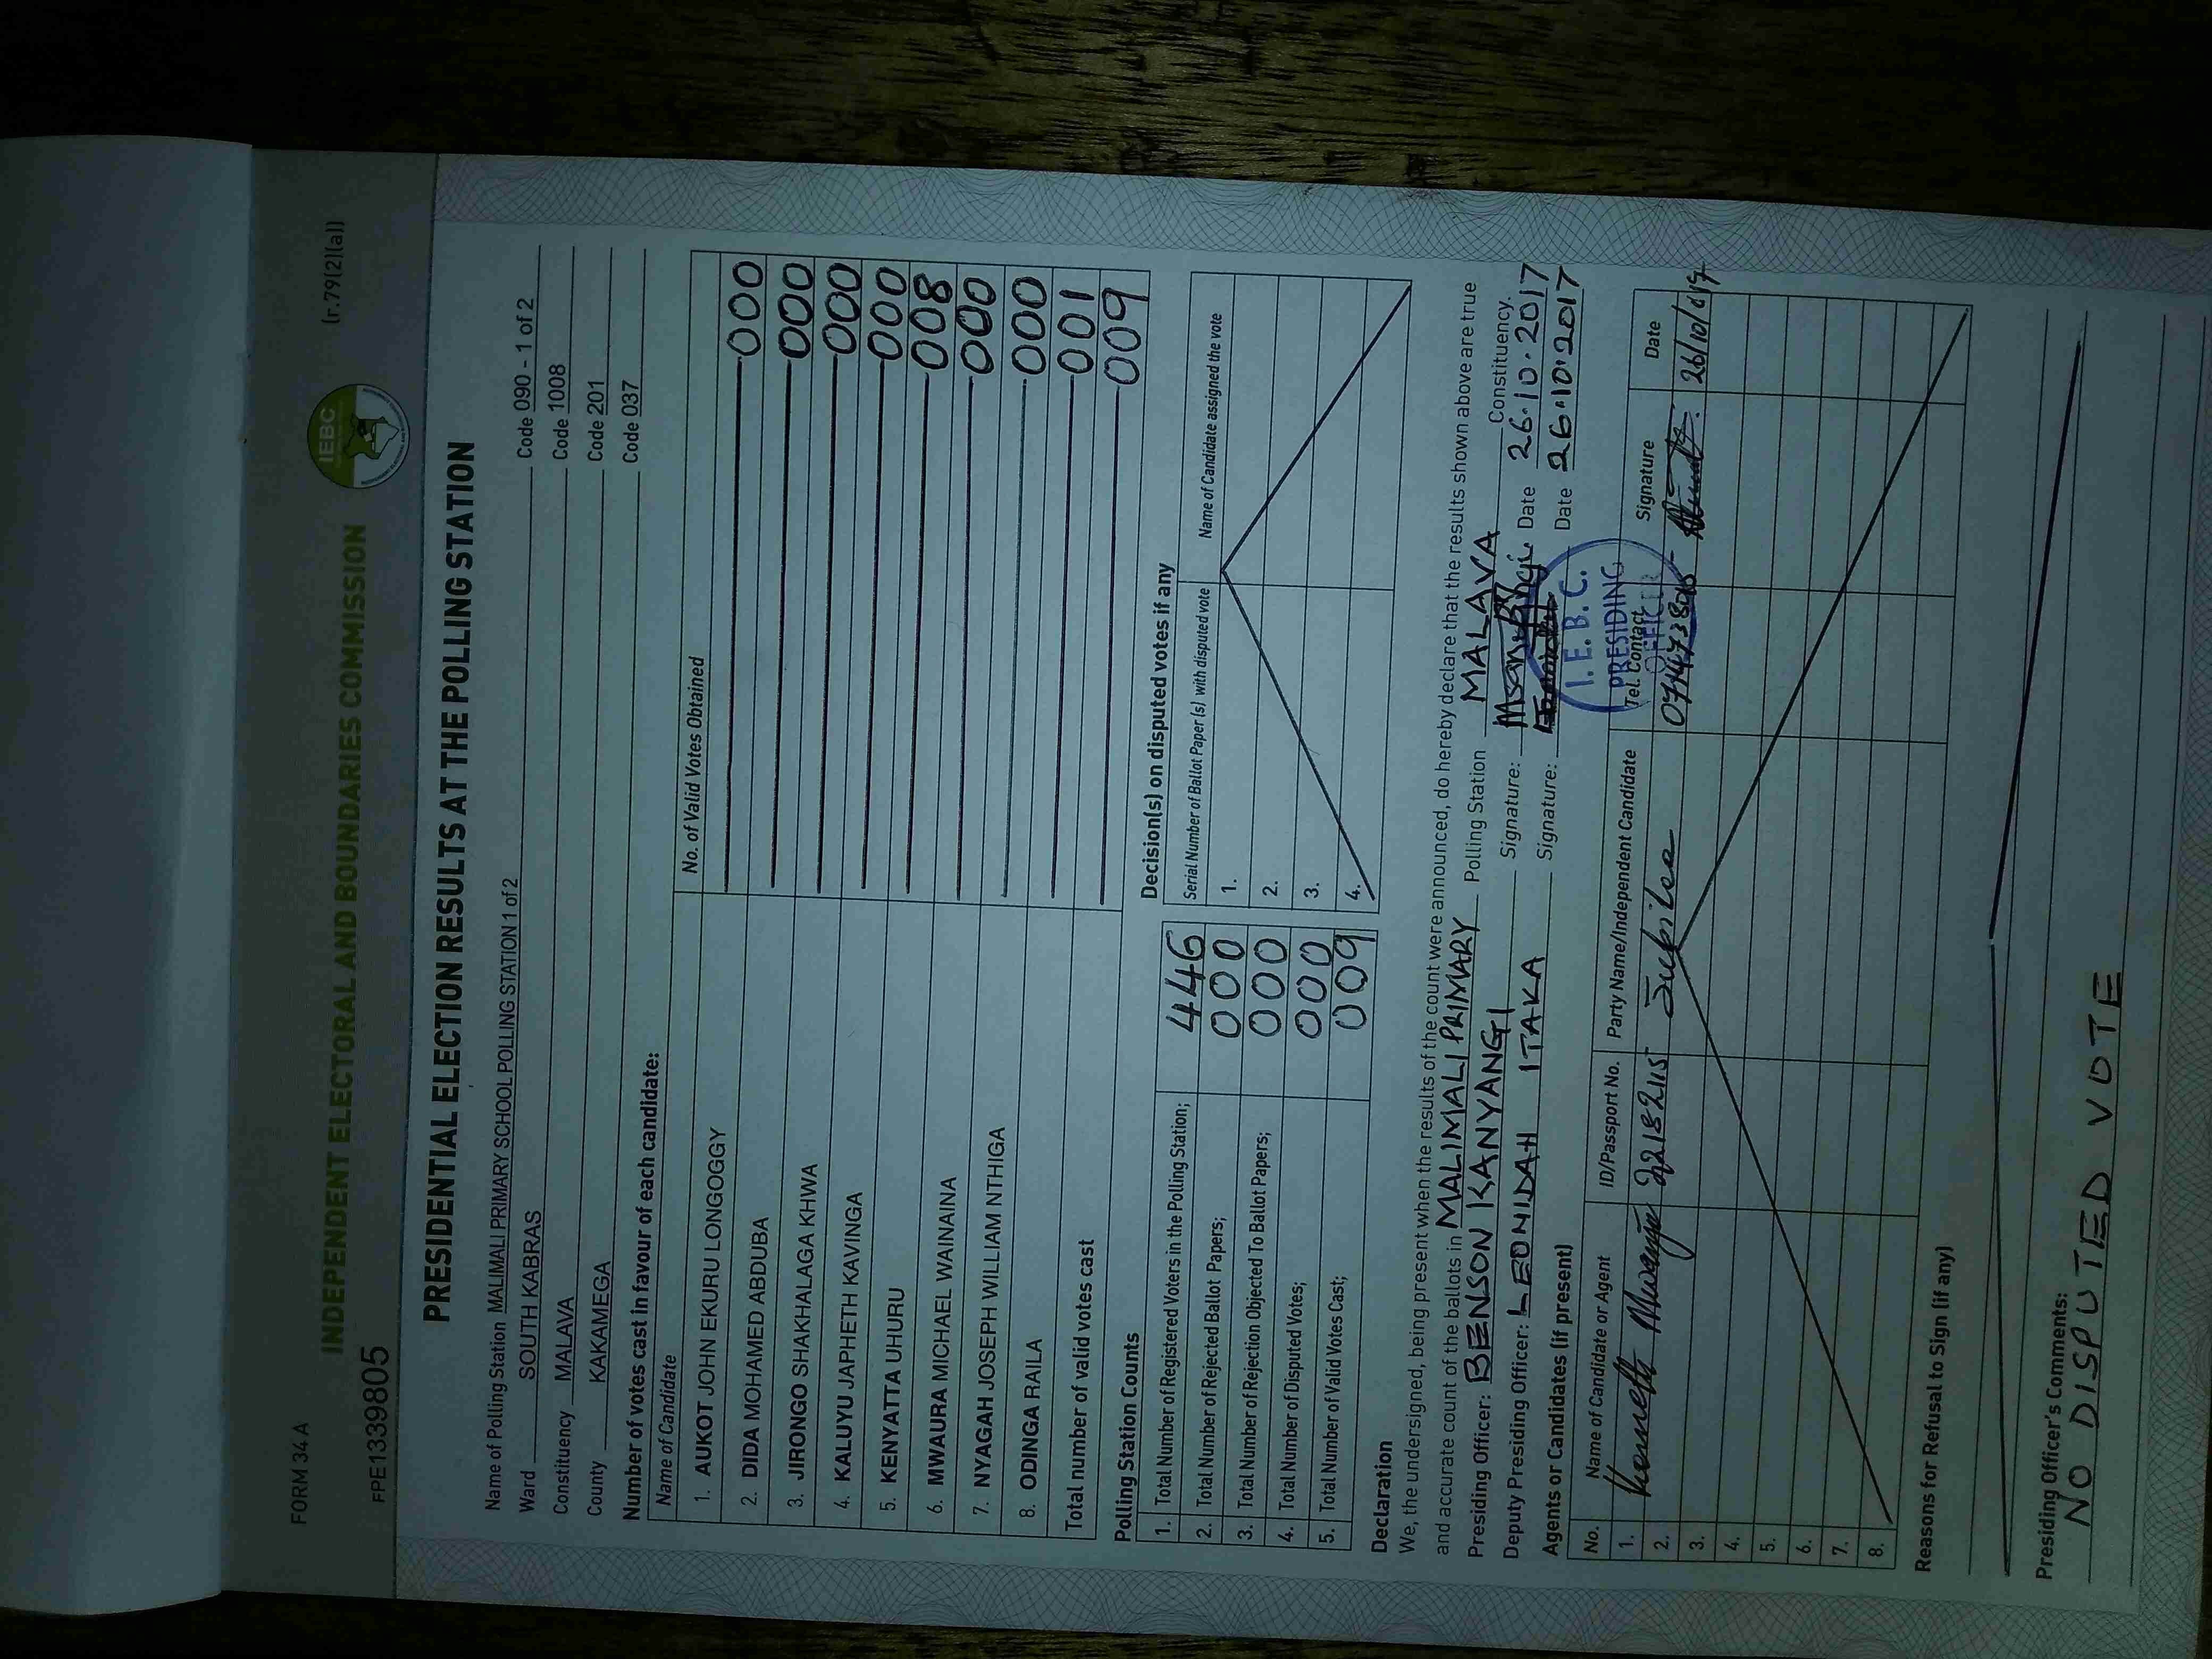 FORM 34 A (r.79(2)(a))
IEBC
INDEPENDENT ELECTORAL AND BOUNDARIES COMMISSION
FPE1339805
PRESIDENTIAL ELECTION RESULTS AT THE POLLING STATION
Name of Polling Station MALIMALI PRIMARY SCHOOL POLLING STATION 1 of 2 Code 090 - 1 of 2
Ward SOUTH KABRAS Code 1008
Constituency MALAVA Code 201
County KAKAMEGA Code 037
Number of votes cast in favour of each candidate:
Name of Candidate No. of Valid Votes Obtained
1. AUKOT JOHN EKURU LONGOGGY 000
2. DIDA MOHAMED ABDUBA 000
3. JIRONGO SHAKHALAGA KHWA 000
4. KALUYU JAPHETH KAVINGA 000
5. KENYATTA UHURU 008
6. MWAURA MICHAEL WAINAINA 000
7. NYAGAH JOSEPH WILLIAM NTHIGA 000
8. ODINGA RAILA 001
Total number of valid votes cast 009
Polling Station Counts
1. Total Number of Registered Voters in the Polling Station; 446
2. Total Number of Rejected Ballot Papers; 000
3. Total Number of Rejection Objected To Ballot Papers; 000
4. Total Number of Disputed Votes; 000
5. Total Number of Valid Votes Cast; 009
Decision(s) on disputed votes if any
Serial Number of Ballot Paper (s) with disputed vote Name of Candidate assigned the vote
1.
2.
3.
4.
Declaration
We, the undersigned, being present when the results of the count were announced, do hereby declare that the results shown above are true
and accurate count of the ballots in MALIMALI PRIMARY Polling Station MALAVA Constituency.
Presiding Officer: BENSON KANYANGI Signature: Date 26.10.2017
Deputy Presiding Officer: LEONIDAH ITAKA Signature: Date 26.10.2017
I.E.B.C.
PRESIDING
OFFICER
Agents or Candidates (if present)
No. Name of Candidate or Agent ID/Passport No. Party Name/Independent Candidate Tel. Contact Signature Date
1. Kenneth Mwangi 22182115 Jubilee
2.
3.
4.
5.
6.
7.
8.
Reasons for Refusal to Sign (if any)
Presiding Officer's Comments:
NO DISPUTED VOTE